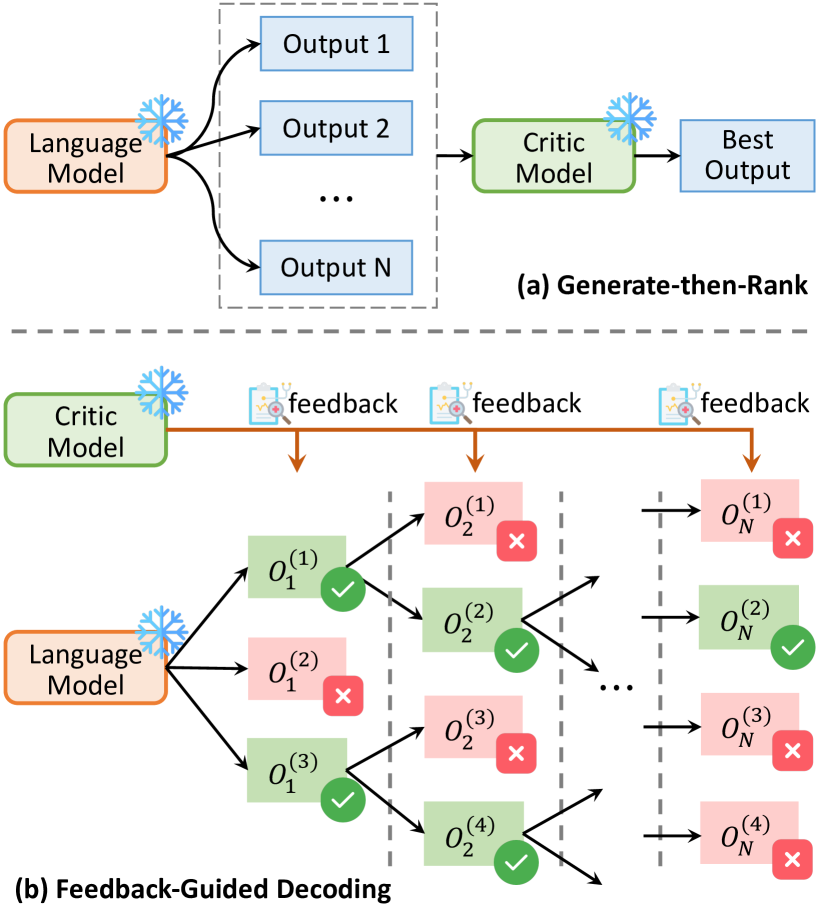 Output 1
Language
Model
Output 2
...
Output N
Critic
Model
Best
Output
(a) Generate-then-Rank
Critic
Model
feedback
feedback
feedback
O_1^(1)
O_2^(1)
O_N^(1)
O_2^(2)
O_N^(2)
Language
Model
O_1^(2)
...
O_2^(3)
O_N^(3)
O_1^(3)
O_2^(4)
O_N^(4)
(b) Feedback-Guided Decoding